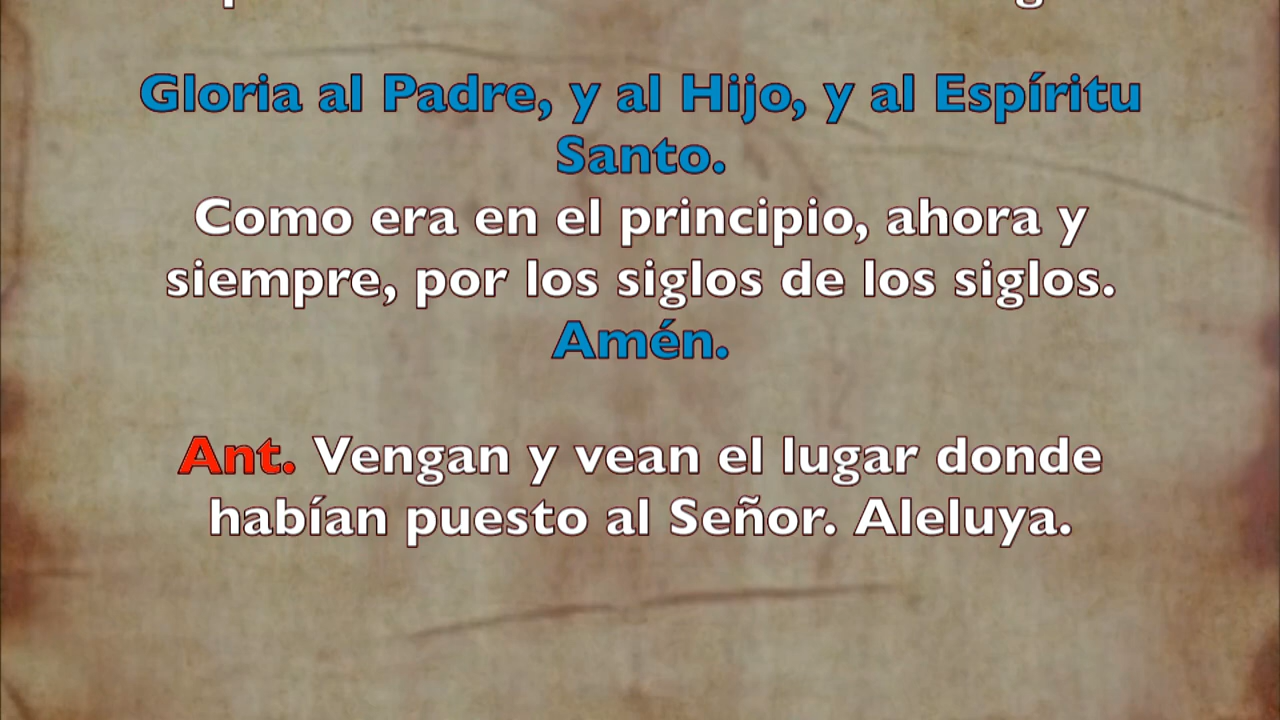 Gloria al Padre, y al Hijo, y al Espíritu
Santo.
Como era en el principio, ahora y
siempre, por los siglos de los siglos.
Amén.
Ant. Vengan y vean el lugar donde
habían puesto al Señor. Aleluya.